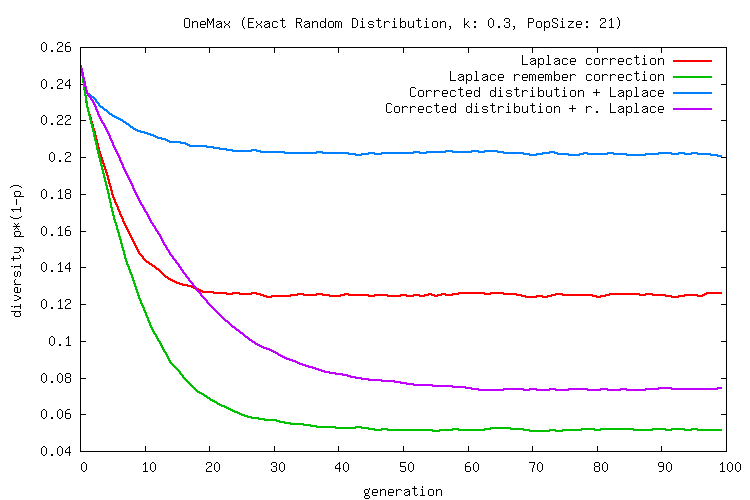 OneMax (Exact Random Distribution, k: 0.3, PopSize: 21)
0.26
0.24
0.22
0.2
0.18
0.16
0.14
0.12
0.1
0.08
0.06
0.04
diversity p*(1-p)
Laplace correction
Laplace remember correction
Corrected distribution + Laplace
Corrected distribution + r. Laplace
0 10 20 30 40 50 60 70 80 90 100
generation